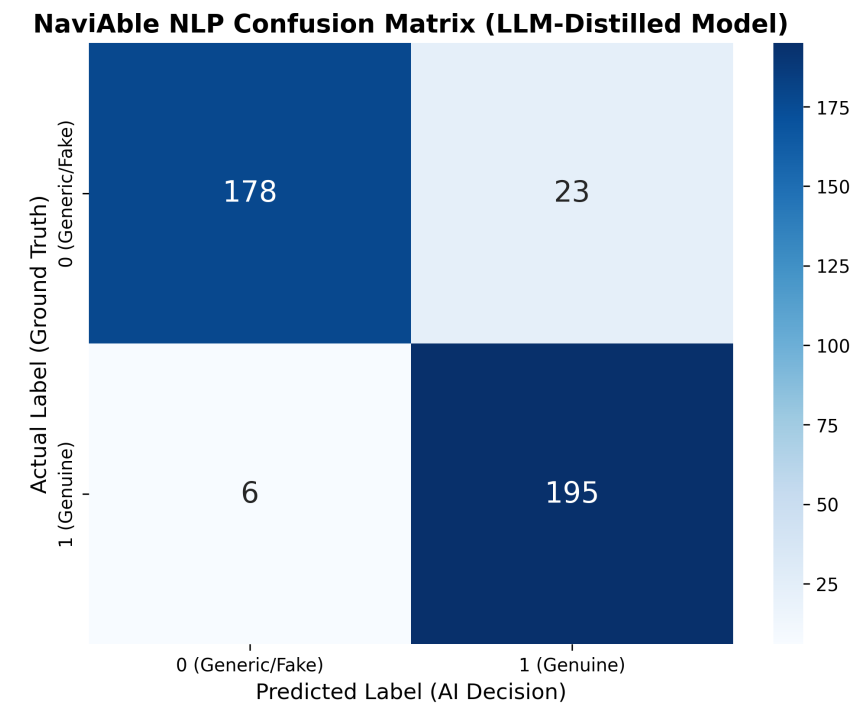 NaviAble NLP Confusion Matrix (LLM-Distilled Model)
Actual Label (Ground Truth)
0 (Generic/Fake)
178
23
1 (Genuine)
6
195
0 (Generic/Fake)
1 (Genuine)
Predicted Label (AI Decision)
175
150
125
100
75
50
25